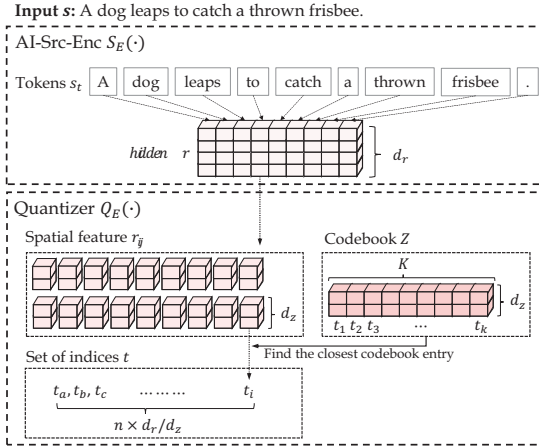 Input s: A dog leaps to catch a thrown frisbee.
AI-Src-Enc S_E(·)
Tokens s_t A dog leaps to catch a thrown frisbee .
hidden r d_r
Quantizer Q_E(·)
Spatial feature r_ij Codebook Z
K
d_z d_z
t_1 t_2 t_3 ... t_k
Find the closest codebook entry
Set of indices t
t_a, t_b, t_c ... ... ... t_i
n × d_r/d_z